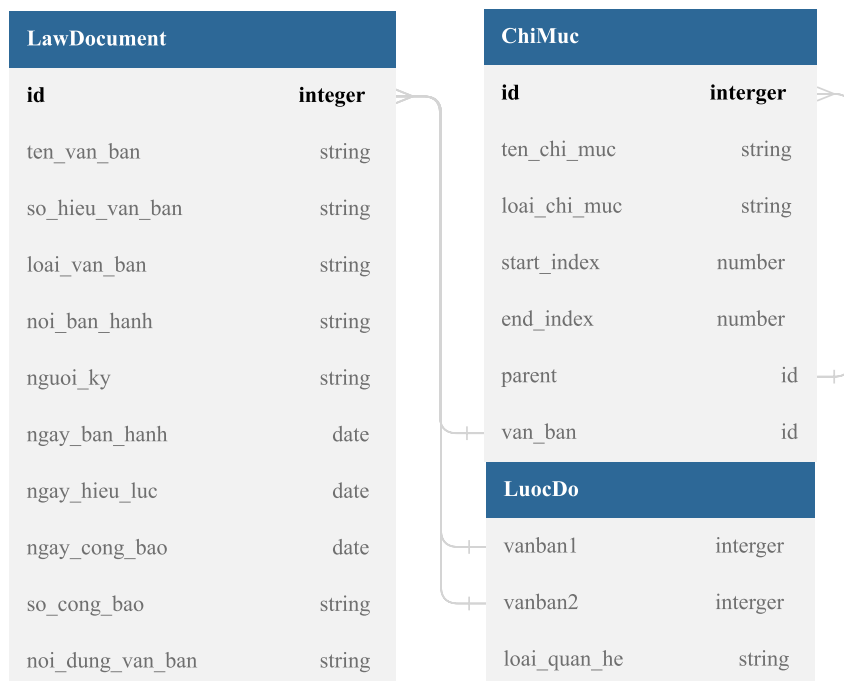 LawDocument
id integer
ten_van_ban string
so_hieu_van_ban string
loai_van_ban string
noi_ban_hanh string
nguoi_ky string
ngay_ban_hanh date
ngay_hieu_luc date
ngay_cong_bao date
so_cong_bao string
noi_dung_van_ban string
ChiMuc
id interger
ten_chi_muc string
loai_chi_muc string
start_index number
end_index number
parent id
van_ban id
LuocDo
vanban1 interger
vanban2 interger
loai_quan_he string